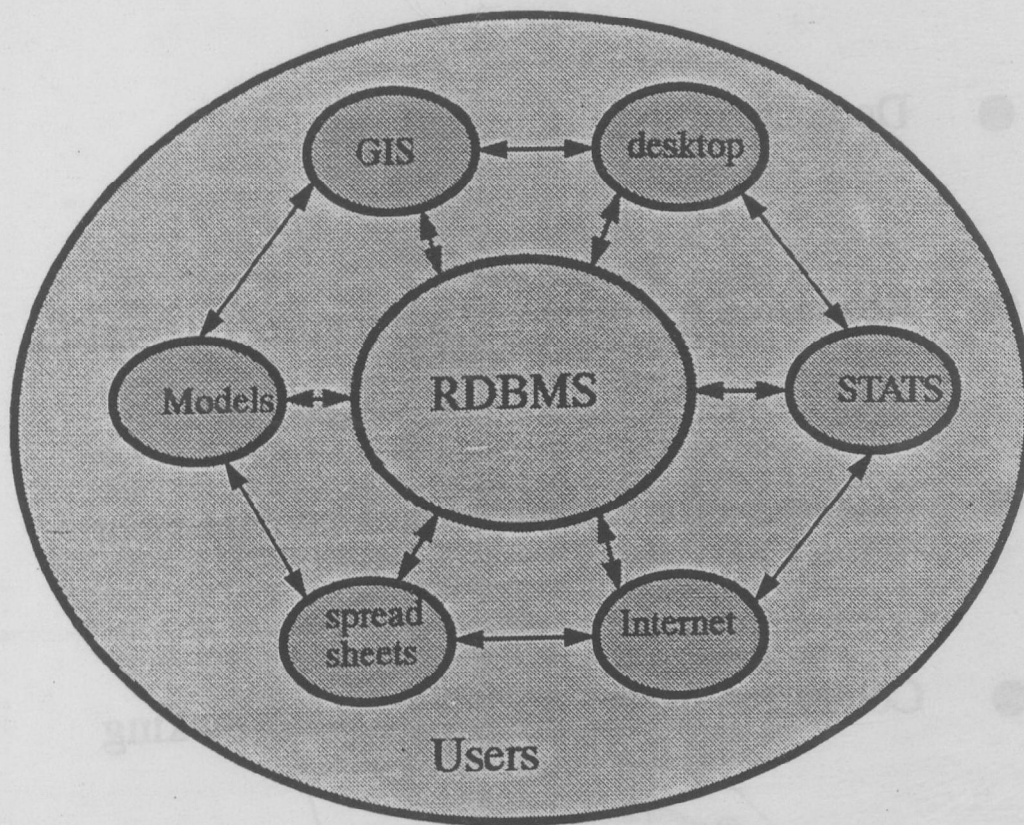 GIS
desktop
RDBMS
Models
STATS
spread
sheets
Internet
Users